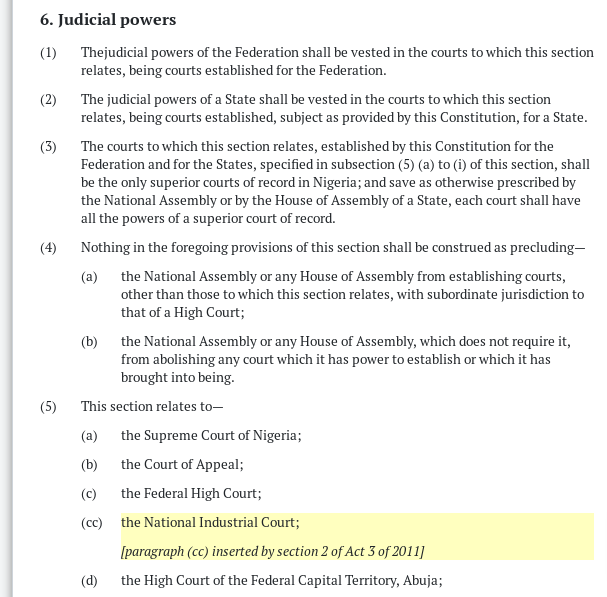 6. Judicial powers
(1) Thejudicial powers of the Federation shall be vested in the courts to which this section
relates, being courts established for the Federation.
(2) The judicial powers of a State shall be vested in the courts to which this section
relates, being courts established, subject as provided by this Constitution, for a State.
(3) The courts to which this section relates, established by this Constitution for the
Federation and for the States, specified in subsection (5) (a) to (i) of this section, shall
be the only superior courts of record in Nigeria; and save as otherwise prescribed by
the National Assembly or by the House of Assembly of a State, each court shall have
all the powers of a superior court of record.
(4) Nothing in the foregoing provisions of this section shall be construed as precluding—
(a) the National Assembly or any House of Assembly from establishing courts,
other than those to which this section relates, with subordinate jurisdiction to
that of a High Court;
(b) the National Assembly or any House of Assembly, which does not require it,
from abolishing any court which it has power to establish or which it has
brought into being.
(5) This section relates to—
(a) the Supreme Court of Nigeria;
(b) the Court of Appeal;
(c) the Federal High Court;
(cc) the National Industrial Court;
[paragraph (cc) inserted by section 2 of Act 3 of 2011]
(d) the High Court of the Federal Capital Territory, Abuja;